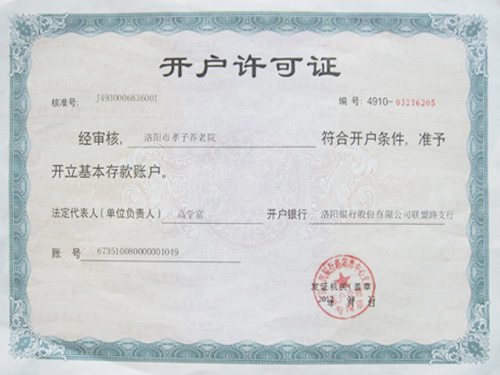 开户许可证
核准号: J4930006836001
编号: 4910-01216205
经审核, 洛阳市孝子养老院 符合开户条件, 准予
开立基本存款账户。
法定代表人(单位负责人) 高学富 开户银行 洛阳银行股份有限公司联盟路支行
账号 673510080000001049
发证机关(盖章)
年 月 日